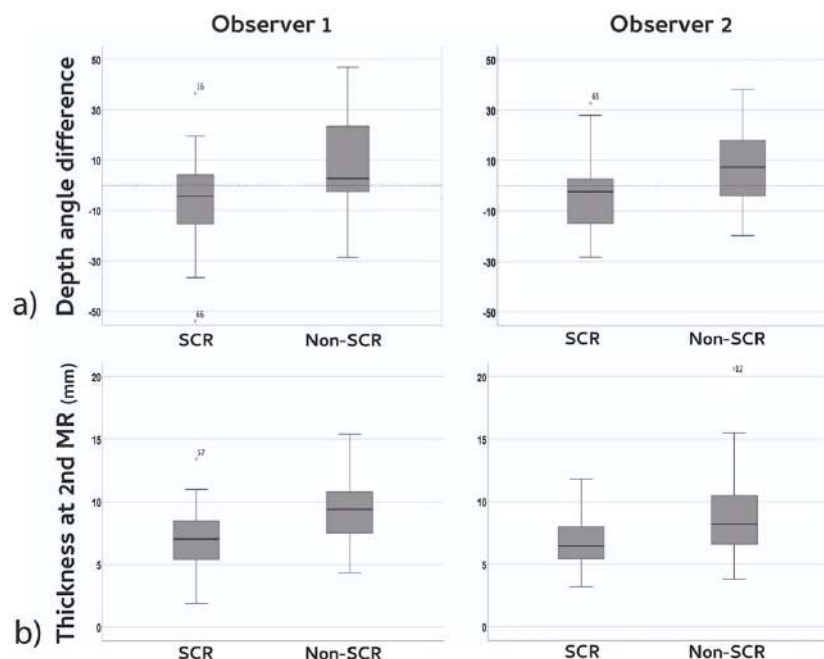 Observer 1
Observer 2
a)
Depth angle difference
50
30
10
-10
-30
-50
16
66
SCR
Non-SCR
50
30
10
-10
-30
-50
65
SCR
Non-SCR
b)
Thickness at 2nd MR (mm)
20
15
10
5
0
57
SCR
Non-SCR
20
15
10
5
0
12
SCR
Non-SCR